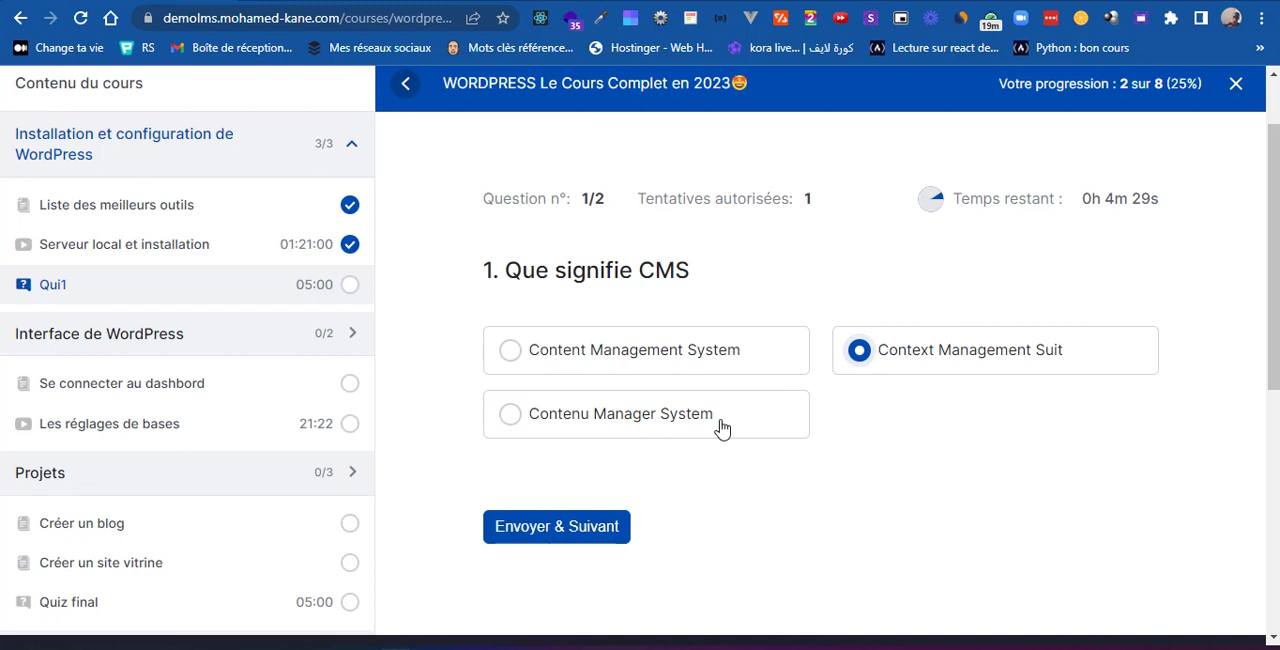 demolms.mohamed-kane.com/courses/wordpre...
35
2
S
19m
Change ta vie
RS
Boîte de réception...
Mes réseaux sociaux
Mots clés référence...
Hostinger - Web H...
kora live... | كورة لايف
Lecture sur react de...
Python : bon cours
»
Contenu du cours
WORDPRESS Le Cours Complet en 2023🤩
Votre progression : 2 sur 8 (25%)
Installation et configuration de
WordPress
3/3
Liste des meilleurs outils
Serveur local et installation
01:21:00
Qui1
05:00
Interface de WordPress
0/2
Se connecter au dashbord
Les réglages de bases
21:22
Projets
0/3
Créer un blog
Créer un site vitrine
Quiz final
05:00
Question n°: 1/2
Tentatives autorisées: 1
Temps restant : 0h 4m 29s
1. Que signifie CMS
Content Management System
Context Management Suit
Contenu Manager System
Envoyer & Suivant